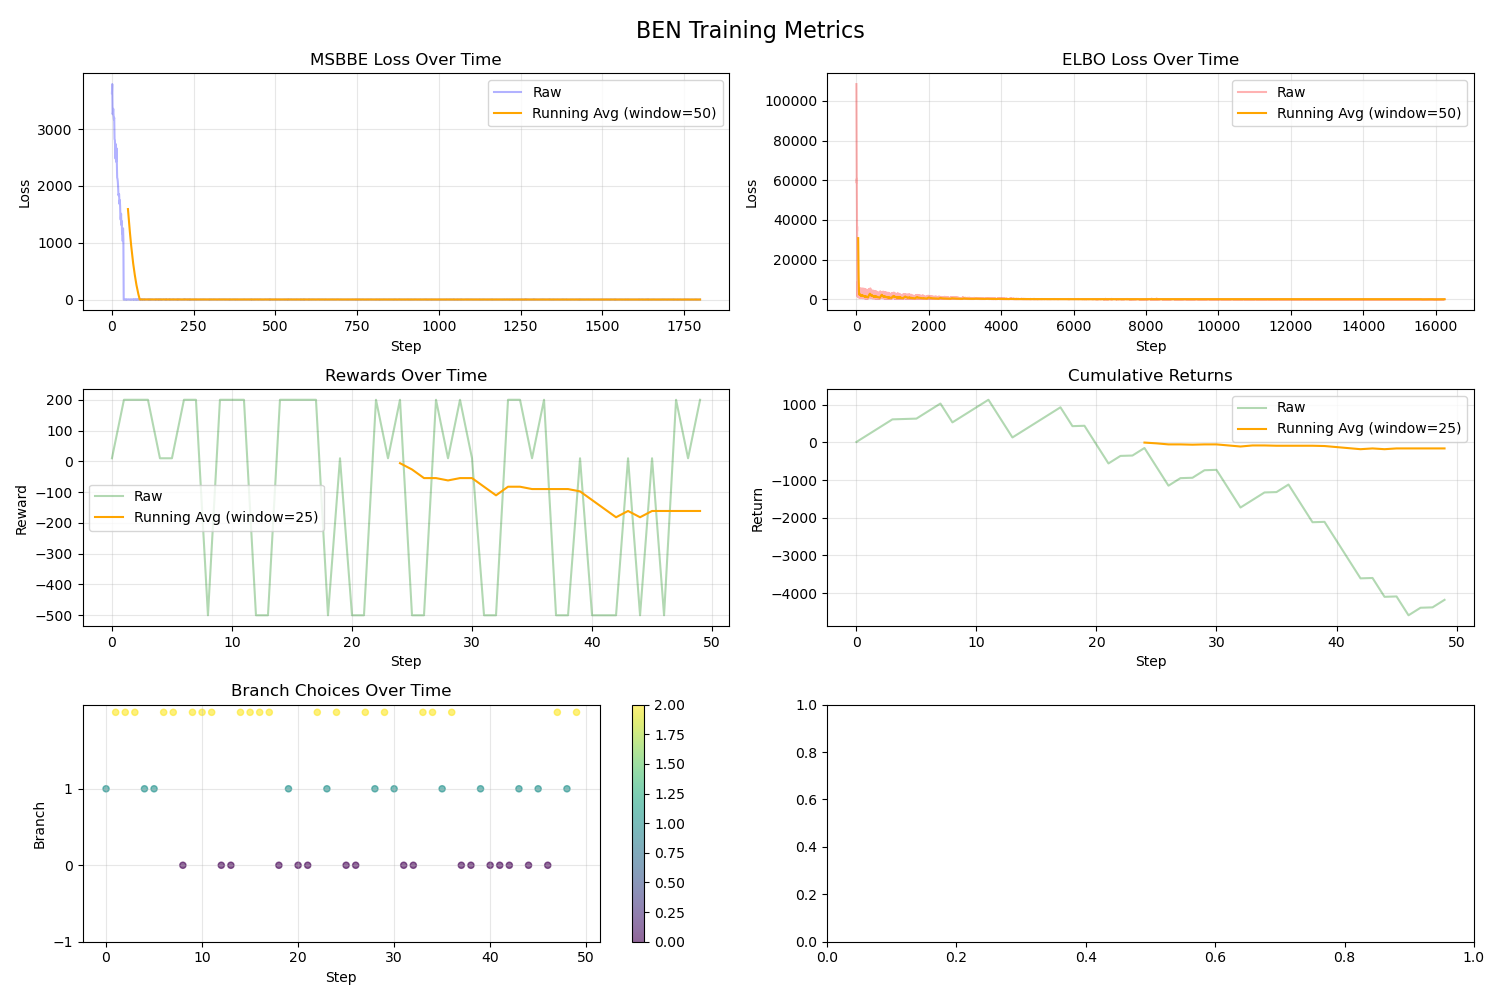 BEN Training Metrics
MSBBE Loss Over Time
Loss
3000
2000
1000
0
Raw
Running Avg (window=50)
0 250 500 750 1000 1250 1500 1750
Step
ELBO Loss Over Time
Loss
100000
80000
60000
40000
20000
0
Raw
Running Avg (window=50)
0 2000 4000 6000 8000 10000 12000 14000 16000
Step
Rewards Over Time
Reward
200
100
0
−100
−200
−300
−400
−500
Raw
Running Avg (window=25)
0 10 20 30 40 50
Step
Cumulative Returns
Return
1000
0
−1000
−2000
−3000
−4000
Raw
Running Avg (window=25)
0 10 20 30 40 50
Step
Branch Choices Over Time
Branch
1
0
−1
0 10 20 30 40 50
Step
2.00
1.75
1.50
1.25
1.00
0.75
0.50
0.25
0.00
1.0
0.8
0.6
0.4
0.2
0.0
0.0 0.2 0.4 0.6 0.8 1.0